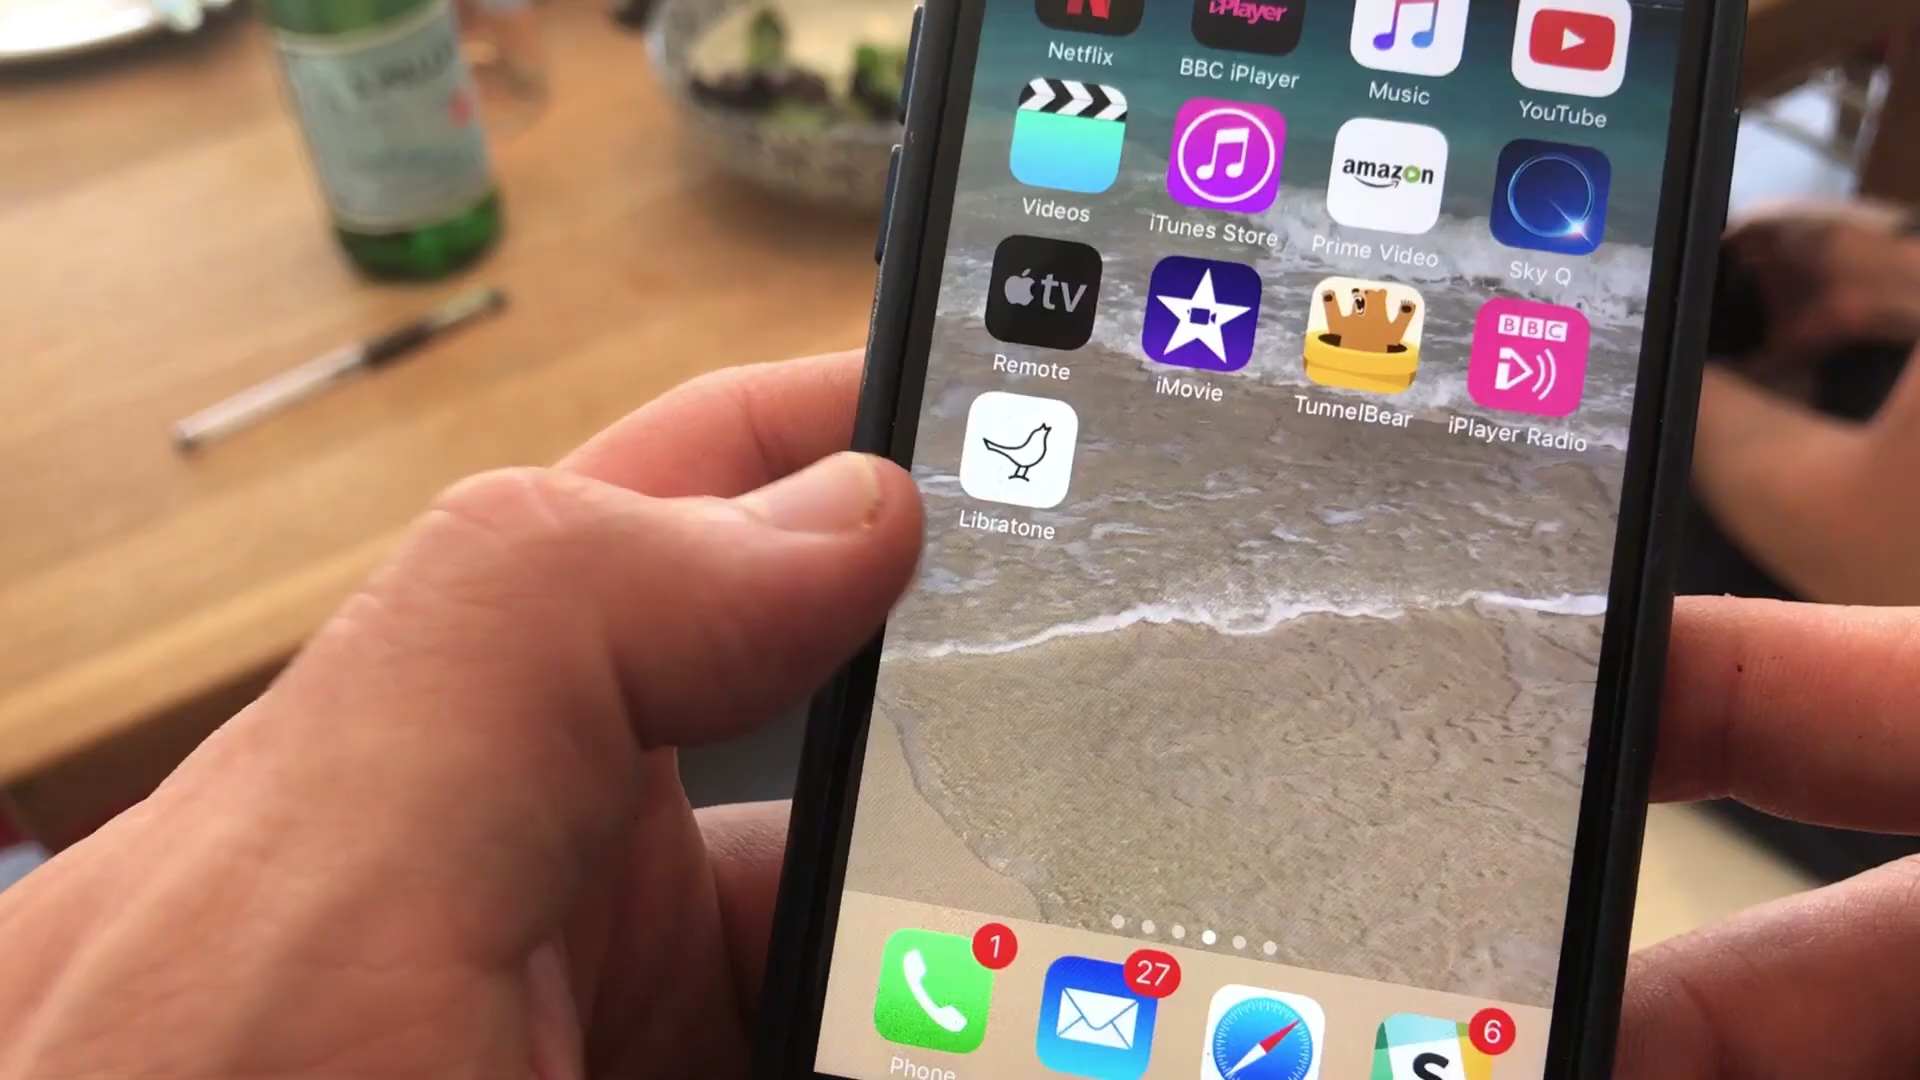 iPlayer
Netflix
BBC iPlayer
Music
YouTube
amazon
Videos
iTunes Store
Prime Video
Sky Q
tv
BBC
Remote
iMovie
TunnelBear
iPlayer Radio
Libratone
1
27
6
S
Phone